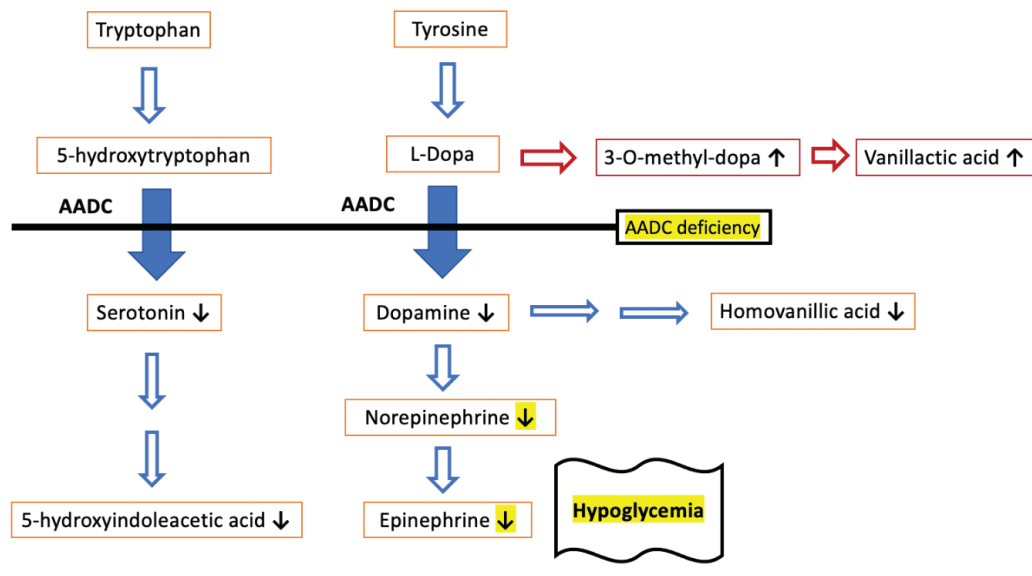 Tryptophan
Tyrosine
5-hydroxytryptophan
L-Dopa
3-O-methyl-dopa ↑
Vanillactic acid ↑
AADC
AADC
AADC deficiency
Serotonin ↓
Dopamine ↓
Homovanillic acid ↓
Norepinephrine ↓
5-hydroxyindoleacetic acid ↓
Epinephrine ↓
Hypoglycemia